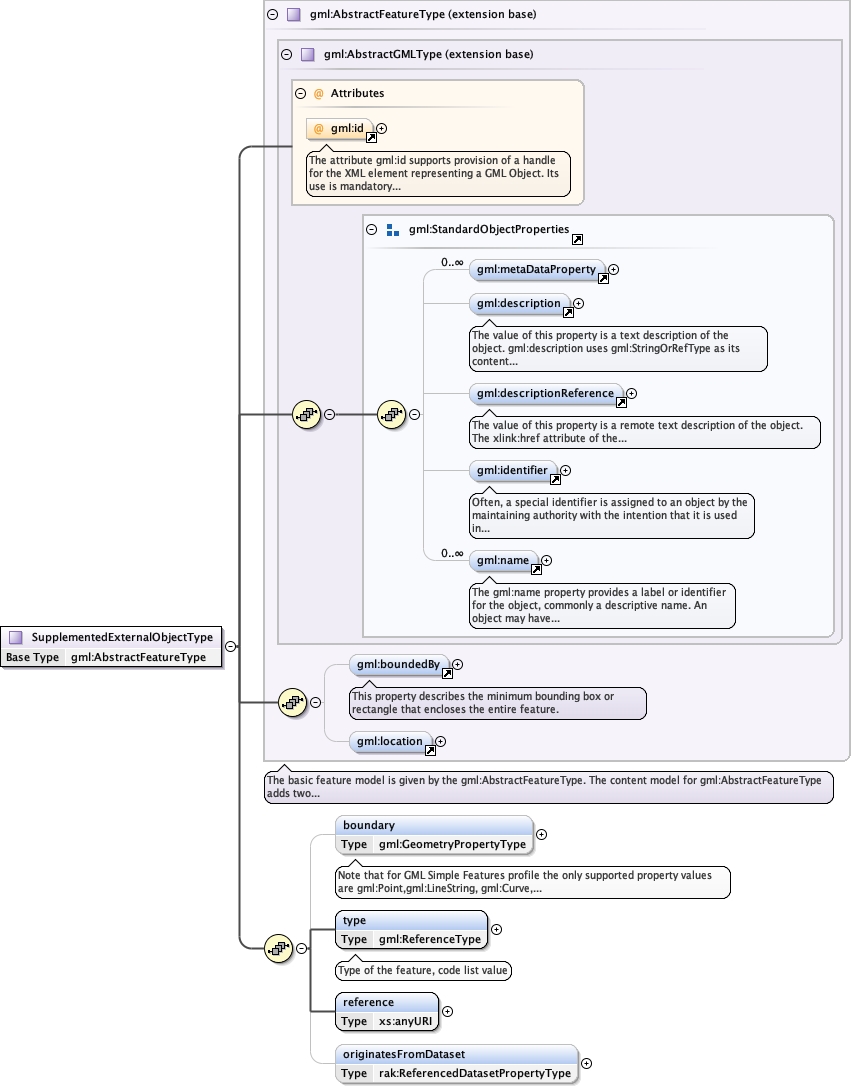 gml:AbstractFeatureType (extension base)
gml:AbstractGMLType (extension base)
@ Attributes
@ gml:id
The attribute gml:id supports provision of a handle
for the XML element representing a GML Object. Its
use is mandatory...
gml:StandardObjectProperties
0..∞
gml:metaDataProperty
gml:description
The value of this property is a text description of the
object. gml:description uses gml:StringOrRefType as its
content...
gml:descriptionReference
The value of this property is a remote text description of the object.
The xlink:href attribute of the...
gml:identifier
Often, a special identifier is assigned to an object by the
maintaining authority with the intention that it is used
in...
0..∞
gml:name
The gml:name property provides a label or identifier
for the object, commonly a descriptive name. An
object may have...
SupplementedExternalObjectType
Base Type gml:AbstractFeatureType
gml:boundedBy
This property describes the minimum bounding box or
rectangle that encloses the entire feature.
gml:location
The basic feature model is given by the gml:AbstractFeatureType. The content model for gml:AbstractFeatureType
adds two...
boundary
Type gml:GeometryPropertyType
Note that for GML Simple Features profile the only supported property values
are gml:Point,gml:LineString, gml:Curve,...
type
Type gml:ReferenceType
Type of the feature, code list value
reference
Type xs:anyURI
originatesFromDataset
Type rak:ReferencedDatasetPropertyType